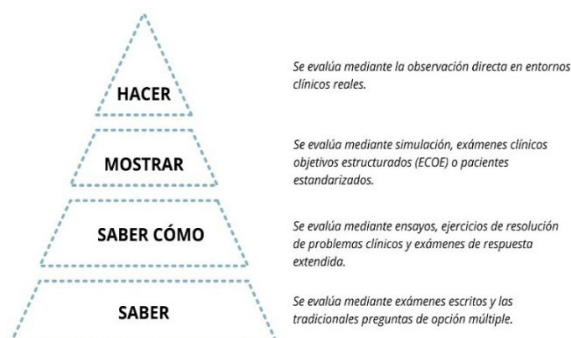 HACER
Se evalúa mediante la observación directa en entornos
clínicos reales.
MOSTRAR
Se evalúa mediante simulación, exámenes clínicos
objetivos estructurados (ECOE) o pacientes
estandarizados.
SABER CÓMO
Se evalúa mediante ensayos, ejercicios de resolución
de problemas clínicos y exámenes de respuesta
extendida.
SABER
Se evalúa mediante exámenes escritos y las
tradicionales preguntas de opción múltiple.